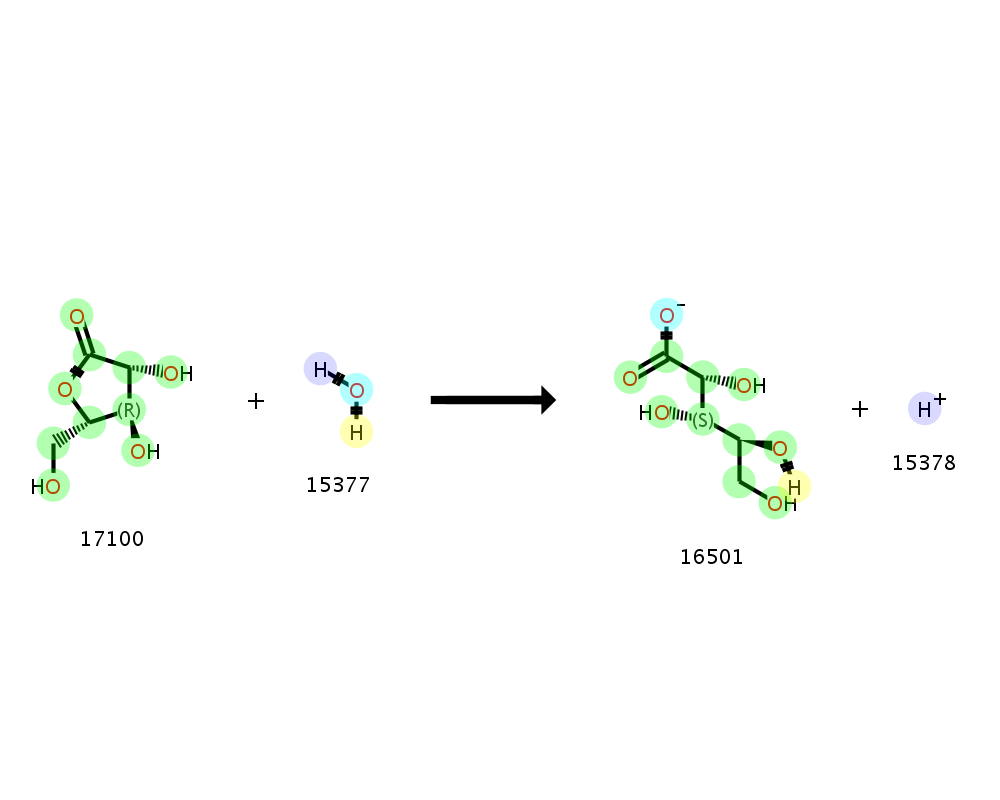 O
O
OH
(R)
OH
HO
17100
+
H
O
H
15377
O-
O
OH
HO
(S)
O
H
OH
16501
+
H+
15378